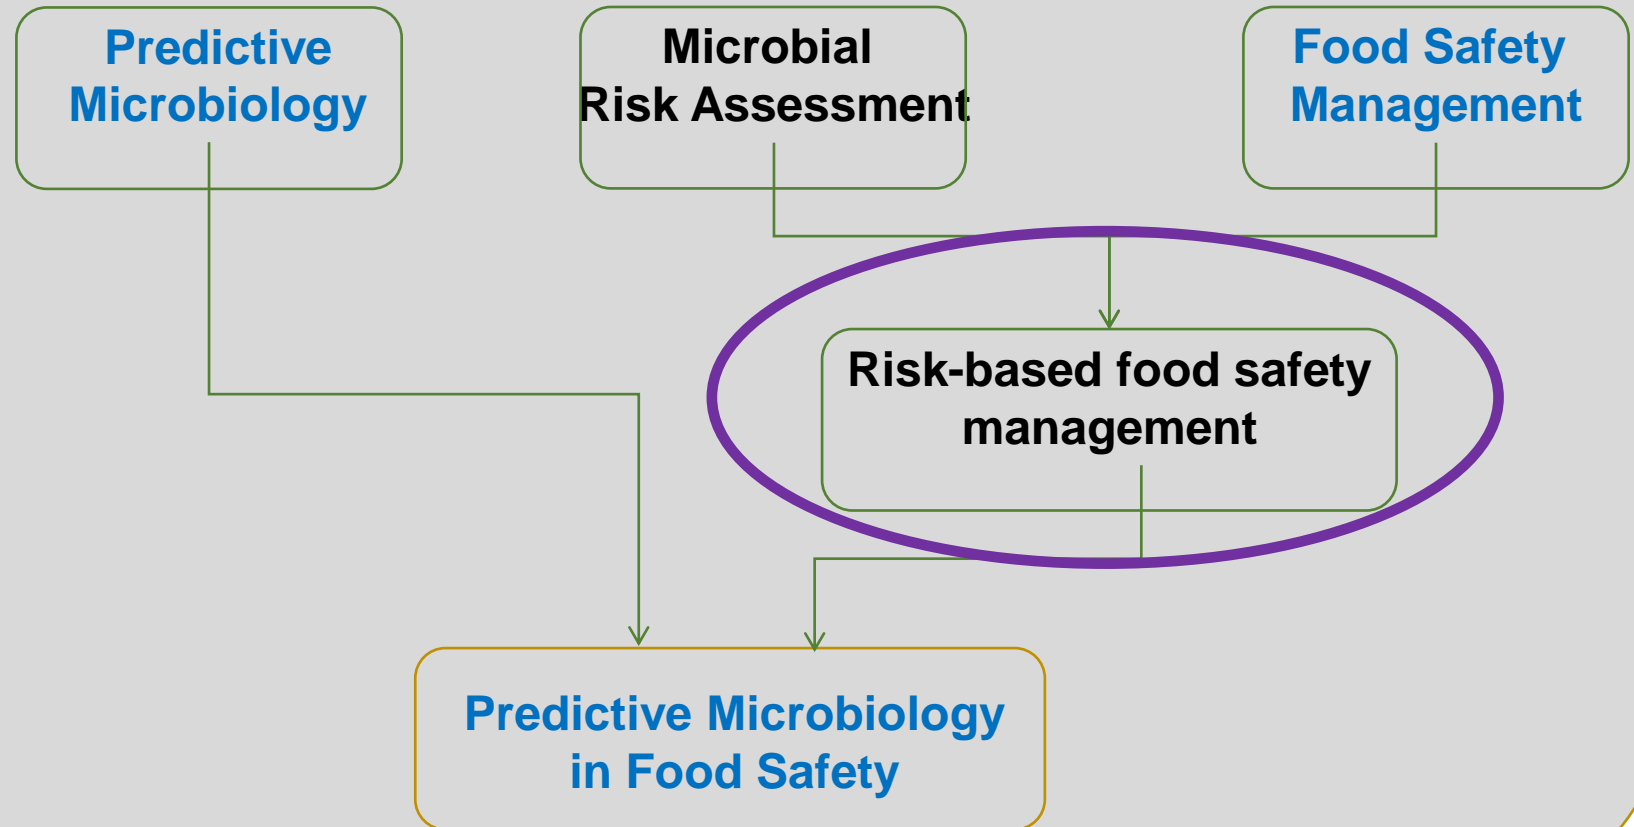 Predictive
Microbiology
Microbial
Risk Assessment
Food Safety
Management
Risk-based food safety
management
Predictive Microbiology
in Food Safety